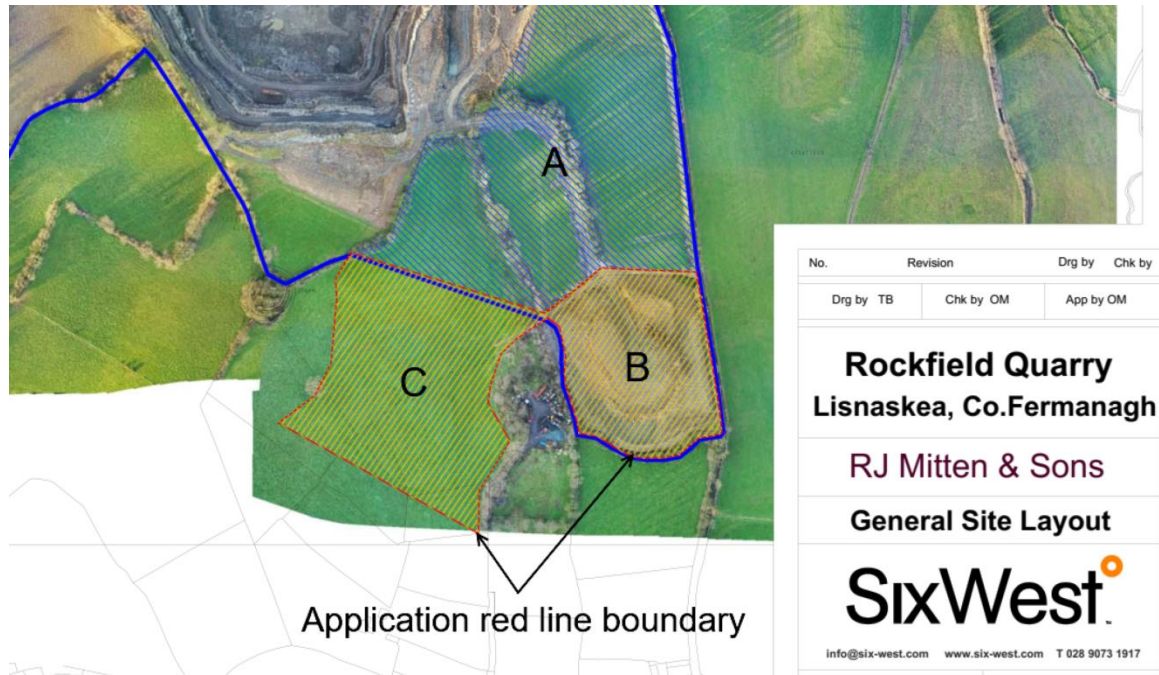 A
B
C
Application red line boundary
No. Revision Drg by Chk by
Drg by TB Chk by OM App by OM
Rockfield Quarry
Lisnaskea, Co.Fermanagh
RJ Mitten & Sons
General Site Layout
SixWest
info@six-west.com www.six-west.com T 028 9073 1917